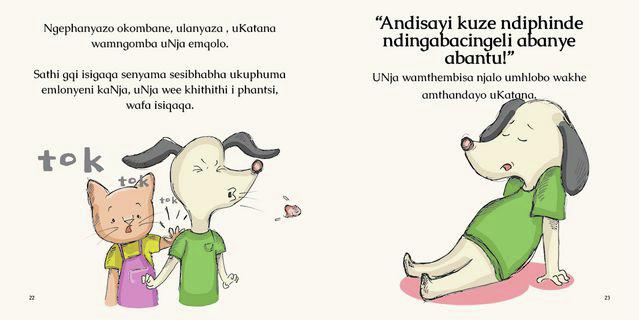 Ngephanyazo okombane, ulanyaza , uKatana
wamngomba uNja emqolo.
Sathi gqi isigaqa senyama sesibhabha ukuphuma
emlonyeni kaNja, uNja wee khithithi i phantsi,
wafa isiqaqa.
tok
tok
tok
22
“Andisayi kuze ndiphinde
ndingabacingeli abanye
abantu!”
UNja wamthembisa njalo umhlobo wakhe
amthandayo uKatana.
23